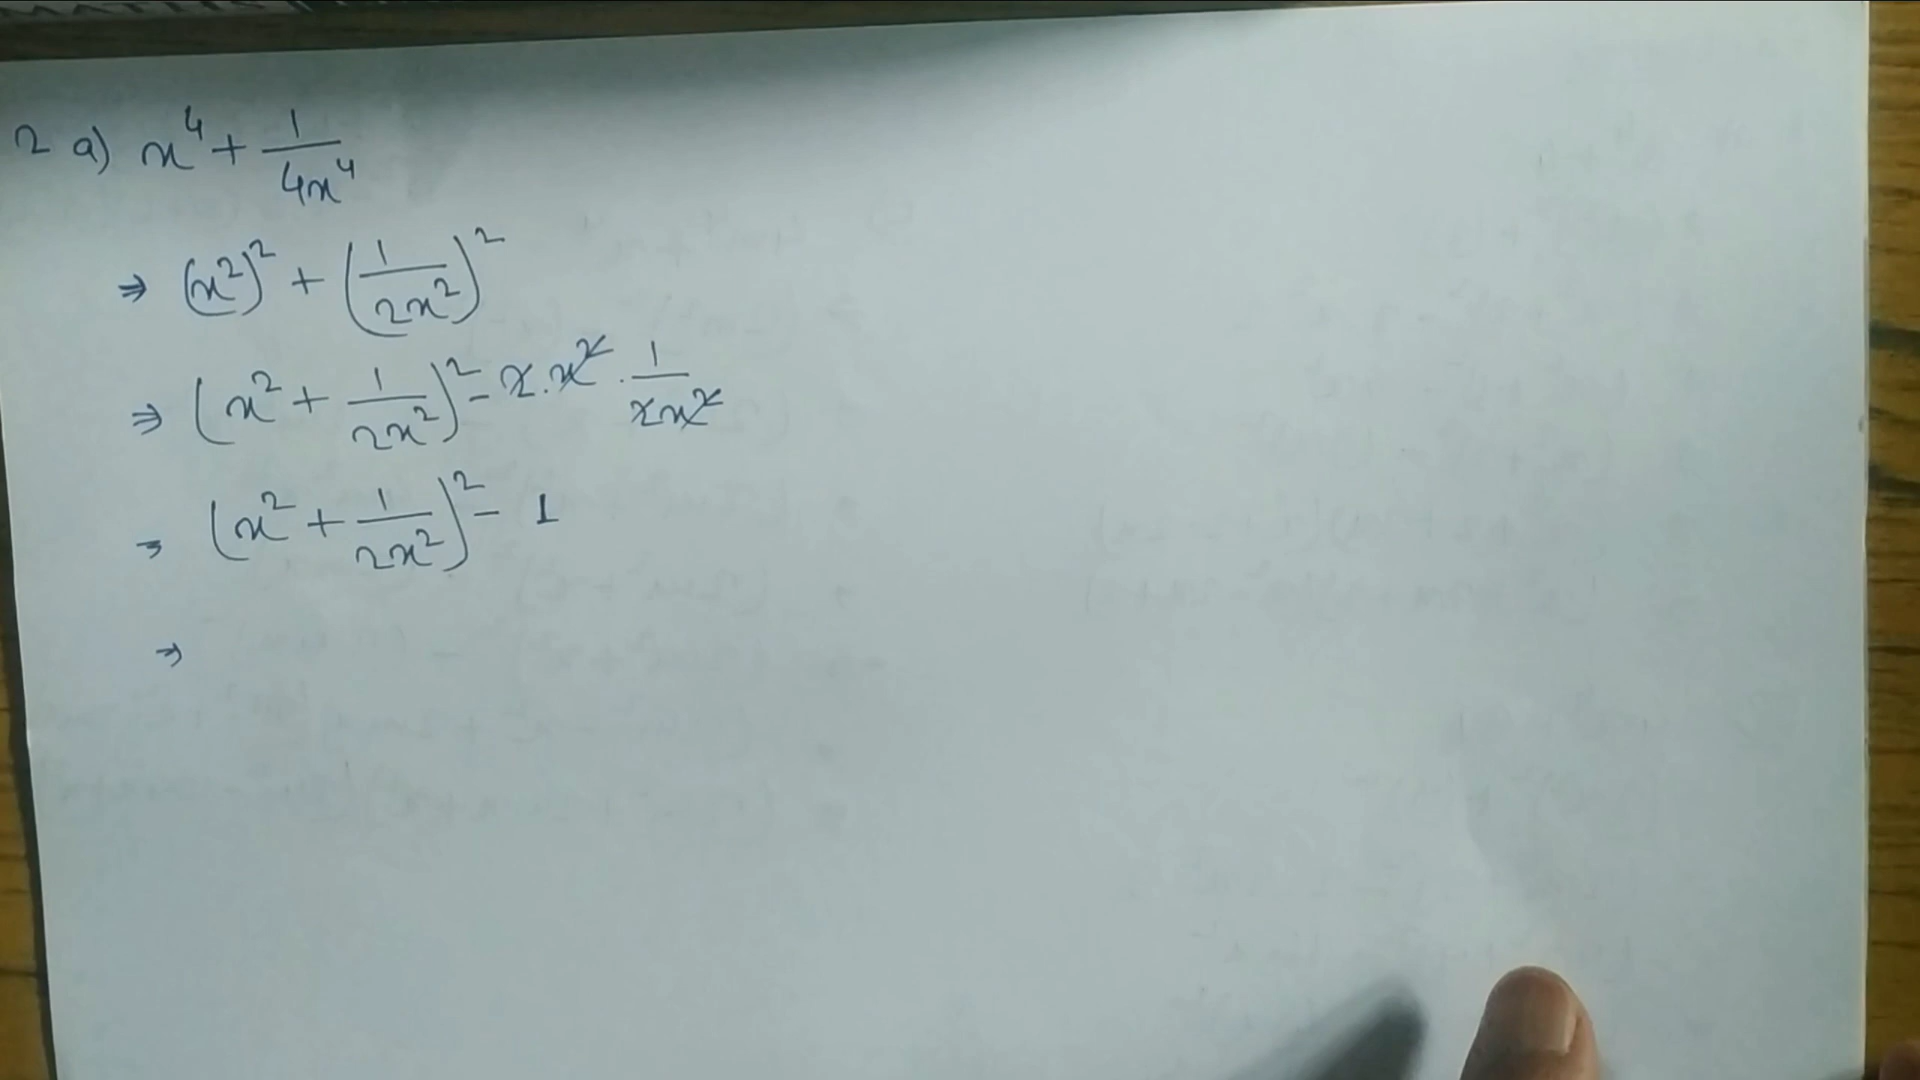 MATHS
2 a) x⁴ + 1/4x⁴
⇒ (x²)² + (1/2x²)²
⇒ (x² + 1/2x²)² - 2.x² . 1/2x²
⇒ (x² + 1/2x²)² - 1
⇒